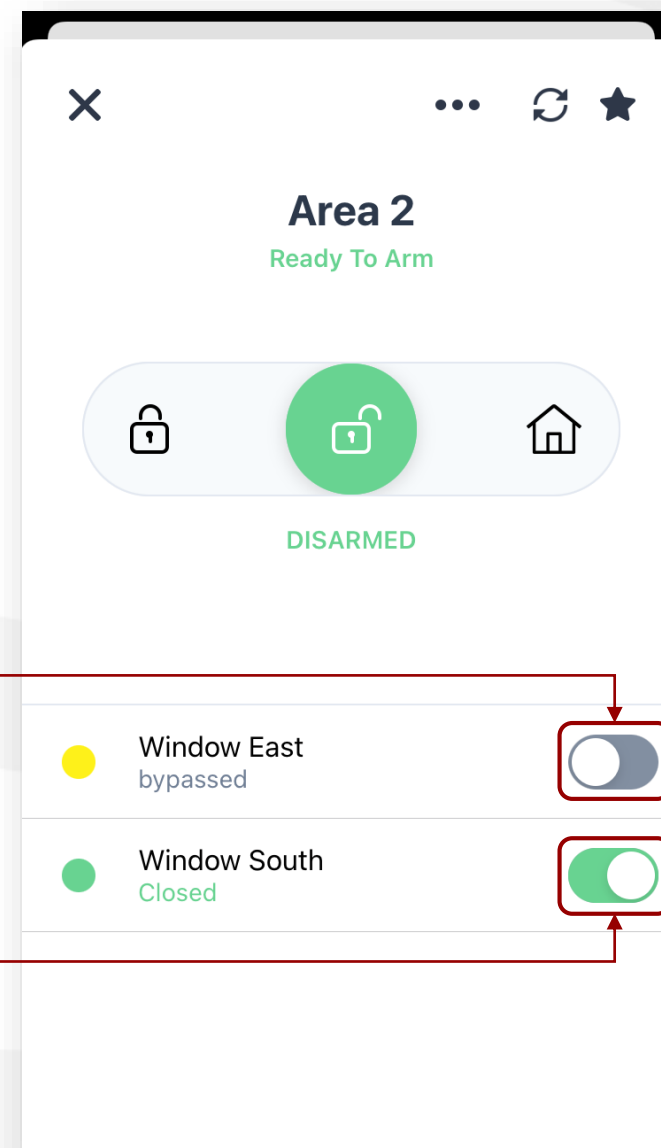 Area 2
Ready To Arm
DISARMED
Window East
bypassed
Window South
Closed